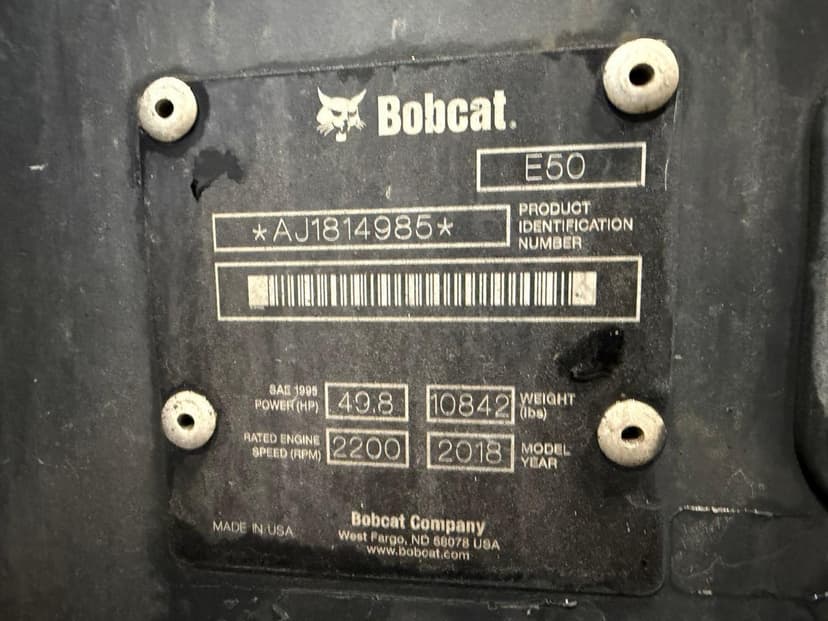 Bobcat.
E50
*AJ1814985*
PRODUCT
IDENTIFICATION
NUMBER
SAE 1995
POWER (HP)
49.8
10842
WEIGHT
(lbs)
RATED ENGINE
SPEED (RPM)
2200
2018
MODEL
YEAR
MADE IN USA
Bobcat Company
West Fargo, ND 58078 USA
www.bobcat.com